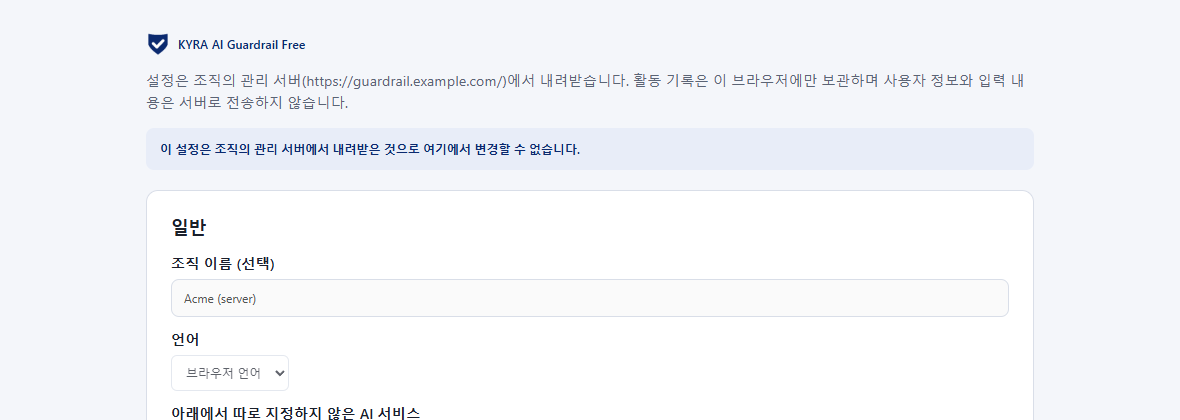 KYRA AI Guardrail Free
설정은 조직의 관리 서버(https://guardrail.example.com/)에서 내려받습니다. 활동 기록은 이 브라우저에만 보관하며 사용자 정보와 입력 내
용은 서버로 전송하지 않습니다.
이 설정은 조직의 관리 서버에서 내려받은 것으로 여기에서 변경할 수 없습니다.
일반
조직 이름 (선택)
Acme (server)
언어
브라우저 언어
아래에서 따로 지정하지 않은 AI 서비스